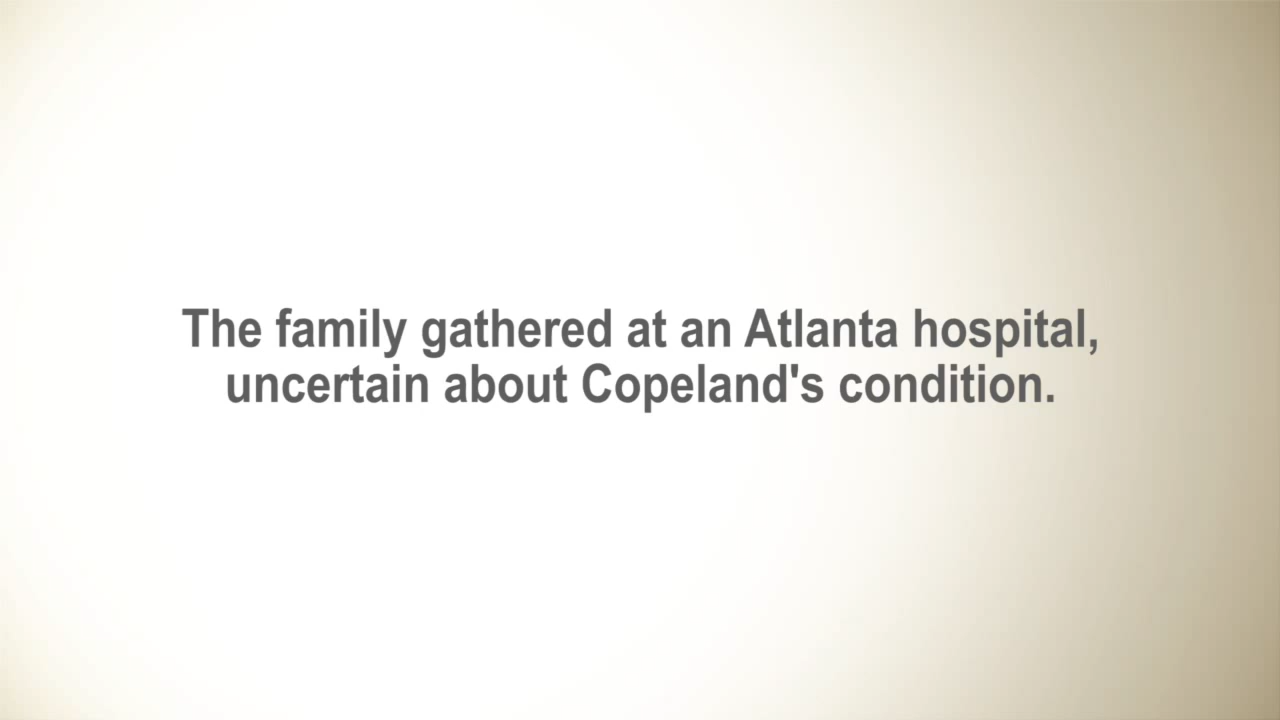 The family gathered at an Atlanta hospital,
uncertain about Copeland's condition.